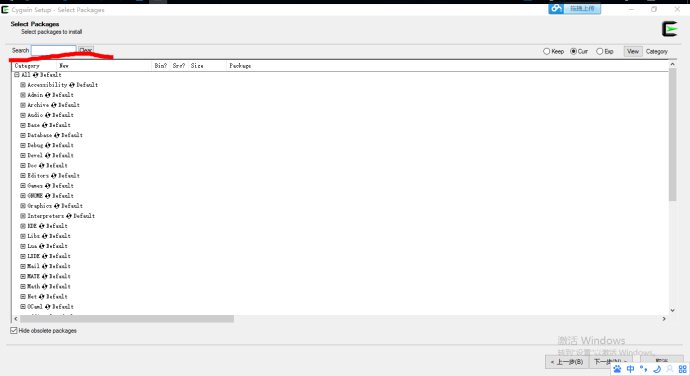 Cygwin Setup - Select Packages
拖拽上传
Select Packages
Select packages to install
Search Clear Keep Curr Exp View Category
Category New Bin? Src? Size Package
All Default
Accessibility Default
Admin Default
Archive Default
Audio Default
Base Default
Database Default
Debug Default
Devel Default
Doc Default
Editors Default
Games Default
GNOME Default
Graphics Default
Interpreters Default
KDE Default
Libs Default
Lua Default
LXDE Default
Mail Default
MATE Default
Math Default
Net Default
OCaml Default
Hide obsolete packages
激活 Windows
转到"设置"以激活 Windows。
< 上一步(B) 下一步(N) > 取消
中